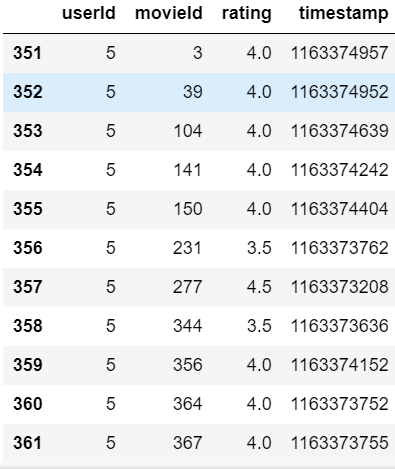 userId movieId rating timestamp
351 5 3 4.0 1163374957
352 5 39 4.0 1163374952
353 5 104 4.0 1163374639
354 5 141 4.0 1163374242
355 5 150 4.0 1163374404
356 5 231 3.5 1163373762
357 5 277 4.5 1163373208
358 5 344 3.5 1163373636
359 5 356 4.0 1163374152
360 5 364 4.0 1163373752
361 5 367 4.0 1163373755